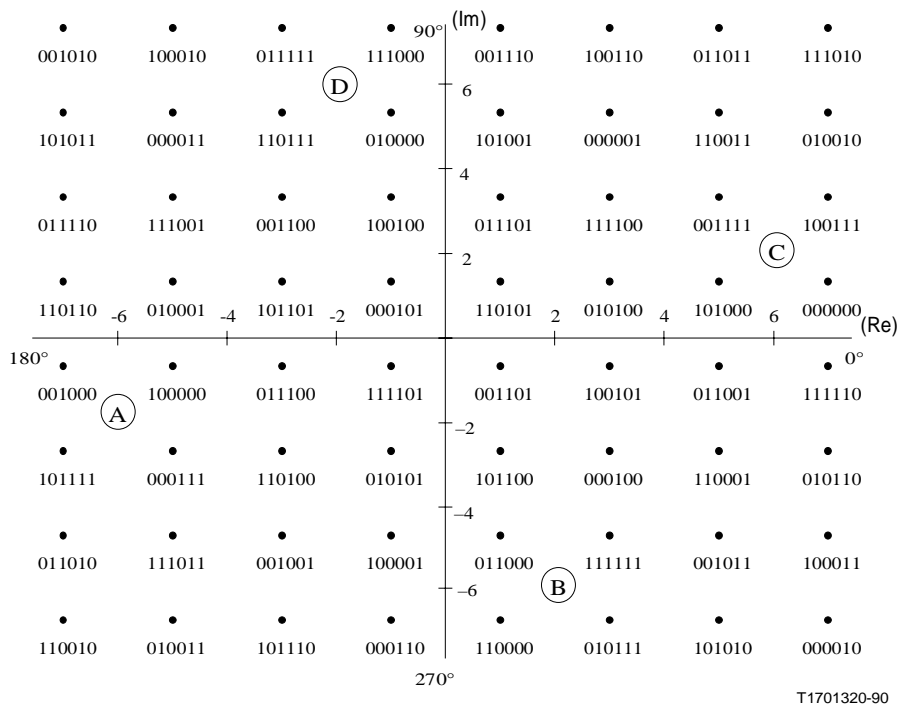 90° (Im)
001010 100010 011111 111000 001110 100110 011011 111010
D 6
101011 000011 110111 010000 101001 000001 110011 010010
4
011110 111001 001100 100100 011101 111100 001111 100111
C
2
110110 -6 010001 -4 101101 -2 000101 110101 2 010100 4 101000 6 000000 (Re)
180° 0°
001000 100000 011100 111101 001101 100101 011001 111110
A
–2
101111 000111 110100 010101 101100 000100 110001 010110
–4
011010 111011 001001 100001 011000 111111 001011 100011
–6 B
110010 010011 101110 000110 110000 010111 101010 000010
270°
T1701320-90